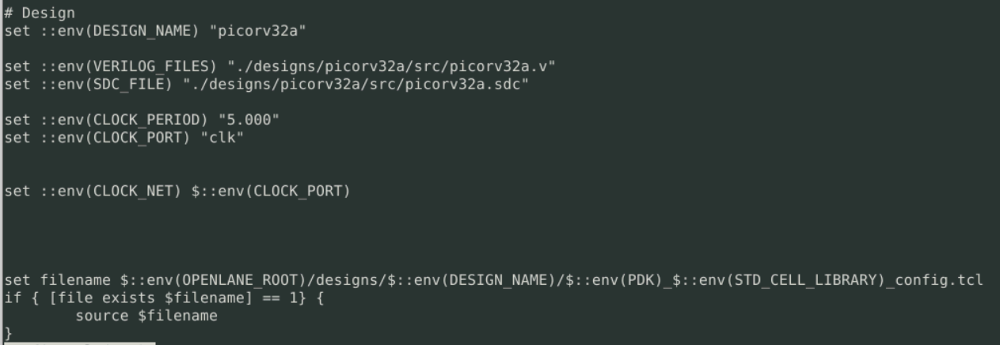 # Design
set ::env(DESIGN_NAME) "picorv32a"
set ::env(VERILOG_FILES) "./designs/picorv32a/src/picorv32a.v"
set ::env(SDC_FILE) "./designs/picorv32a/src/picorv32a.sdc"
set ::env(CLOCK_PERIOD) "5.000"
set ::env(CLOCK_PORT) "clk"
set ::env(CLOCK_NET) $::env(CLOCK_PORT)
set filename $::env(OPENLANE_ROOT)/designs/$::env(DESIGN_NAME)/$::env(PDK)_$::env(STD_CELL_LIBRARY)_config.tcl
if { [file exists $filename] == 1} {
        source $filename
}